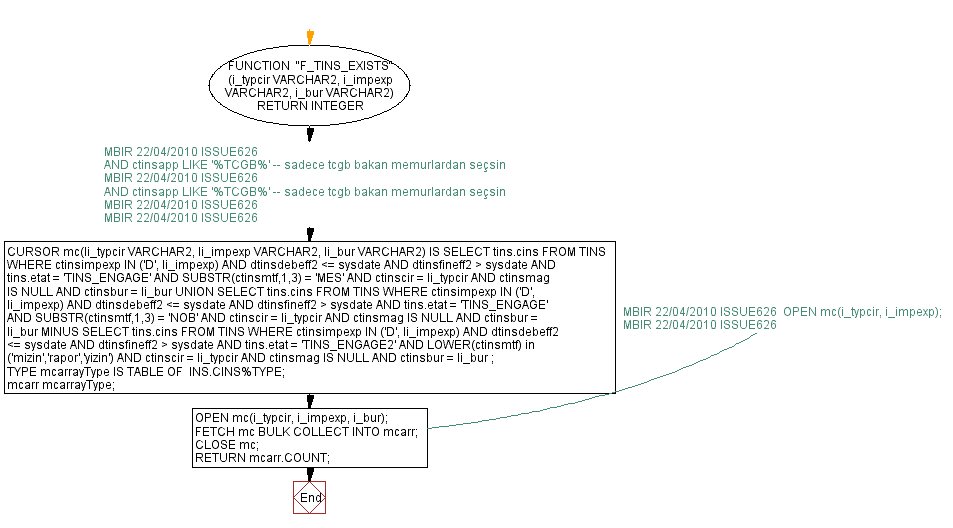 FUNCTION "F_TINS_EXISTS"
(i_typcir VARCHAR2, i_impexp
VARCHAR2, i_bur VARCHAR2)
RETURN INTEGER
MBIR 22/04/2010 ISSUE626
AND ctinsapp LIKE '%TCGB%' -- sadece tcgb bakan memurlardan seçsin
MBIR 22/04/2010 ISSUE626
AND ctinsapp LIKE '%TCGB%' -- sadece tcgb bakan memurlardan seçsin
MBIR 22/04/2010 ISSUE626
MBIR 22/04/2010 ISSUE626
CURSOR mc(li_typcir VARCHAR2, li_impexp VARCHAR2, li_bur VARCHAR2) IS SELECT tins.cins FROM TINS
WHERE ctinsimpexp IN ('D', li_impexp) AND dtinsdebeff2 <= sysdate AND dtinsfineff2 > sysdate AND
tins.etat = 'TINS_ENGAGE' AND SUBSTR(ctinsmtf,1,3) = 'MES' AND ctinscir = li_typcir AND ctinsmag
IS NULL AND ctinsbur = li_bur UNION SELECT tins.cins FROM TINS WHERE ctinsimpexp IN ('D',
li_impexp) AND dtinsdebeff2 <= sysdate AND dtinsfineff2 > sysdate AND tins.etat = 'TINS_ENGAGE'
AND SUBSTR(ctinsmtf,1,3) = 'NOB' AND ctinscir = li_typcir AND ctinsmag IS NULL AND ctinsbur =
li_bur MINUS SELECT tins.cins FROM TINS WHERE ctinsimpexp IN ('D', li_impexp) AND dtinsdebeff2
<= sysdate AND dtinsfineff2 > sysdate AND tins.etat = 'TINS_ENGAGE2' AND LOWER(ctinsmtf) in
('mizin','rapor','yizin') AND ctinscir = li_typcir AND ctinsmag IS NULL AND ctinsbur = li_bur ;
TYPE mcarrayType IS TABLE OF INS.CINS%TYPE;
mcarr mcarrayType;
MBIR 22/04/2010 ISSUE626 OPEN mc(i_typcir, i_impexp);
MBIR 22/04/2010 ISSUE626
OPEN mc(i_typcir, i_impexp, i_bur);
FETCH mc BULK COLLECT INTO mcarr;
CLOSE mc;
RETURN mcarr.COUNT;
End